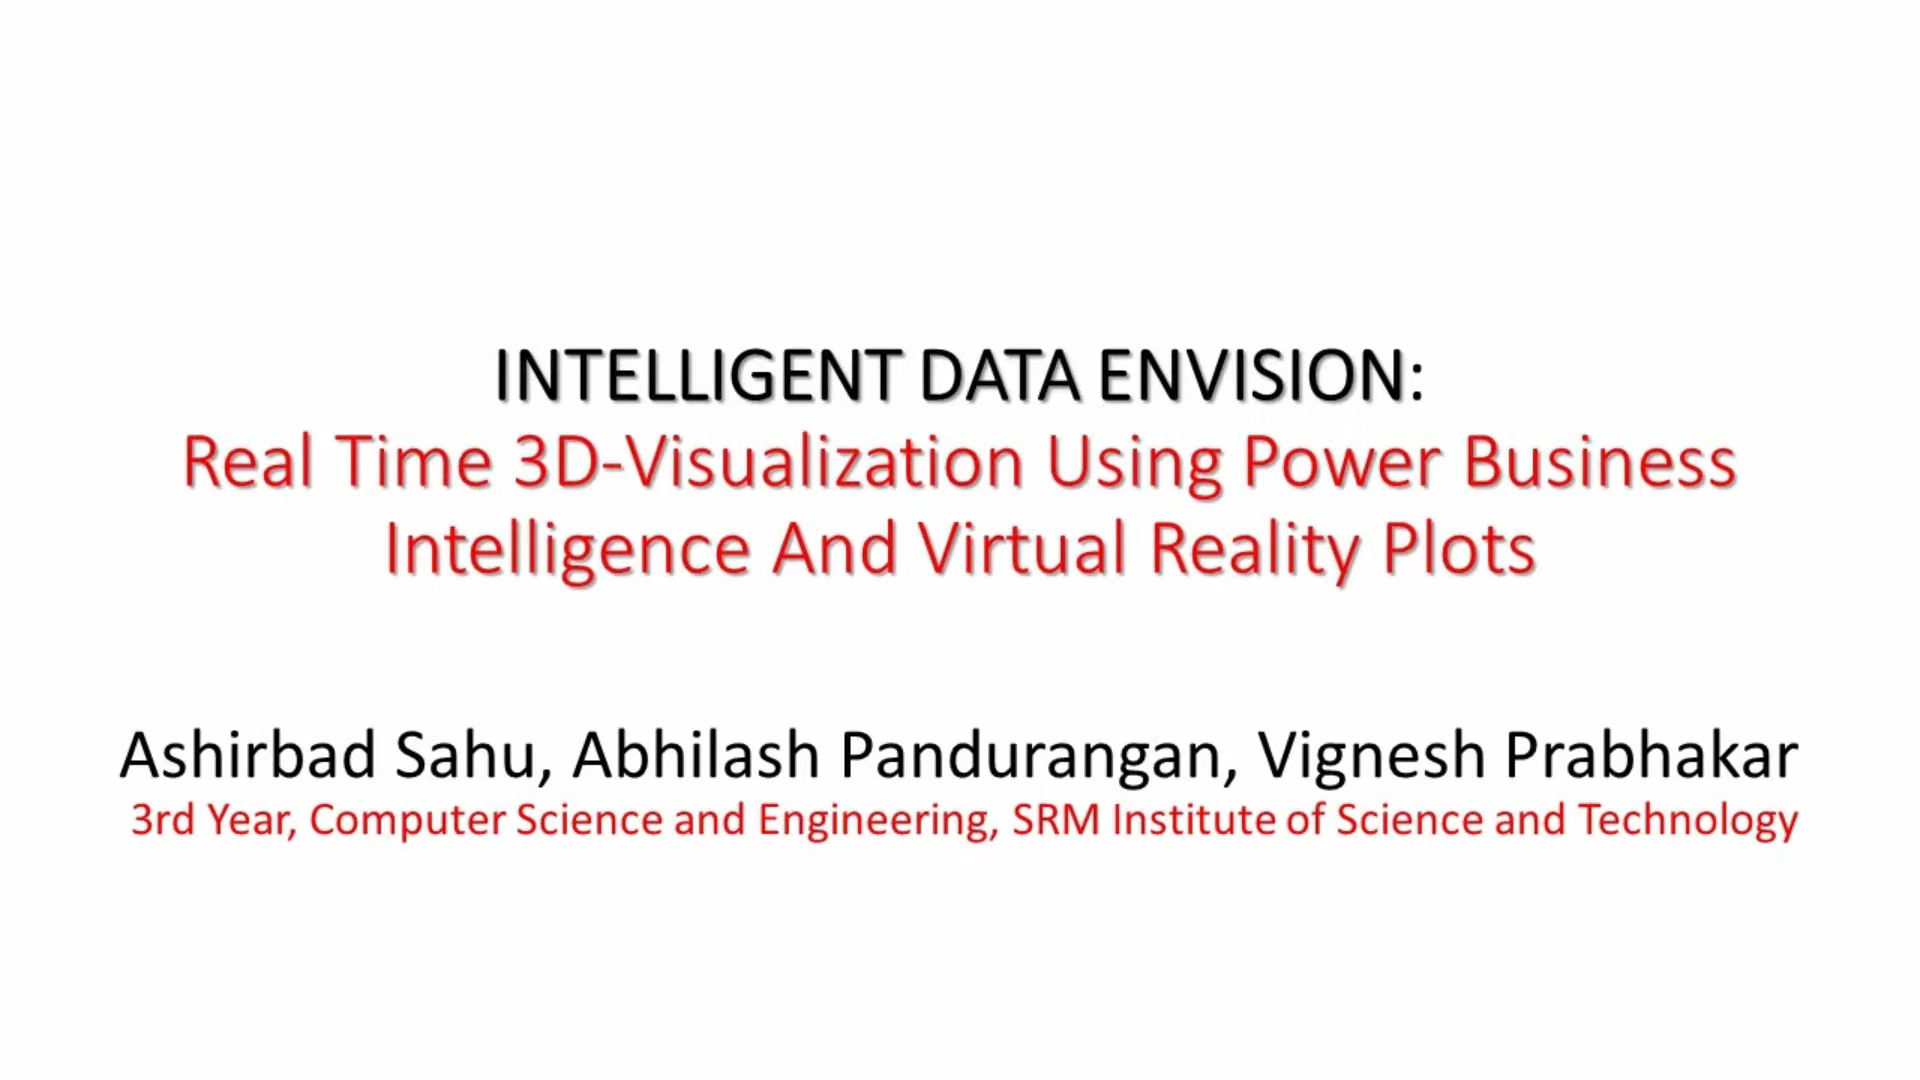 INTELLIGENT DATA ENVISION:
Real Time 3D-Visualization Using Power Business
Intelligence And Virtual Reality Plots
Ashirbad Sahu, Abhilash Pandurangan, Vignesh Prabhakar
3rd Year, Computer Science and Engineering, SRM Institute of Science and Technology